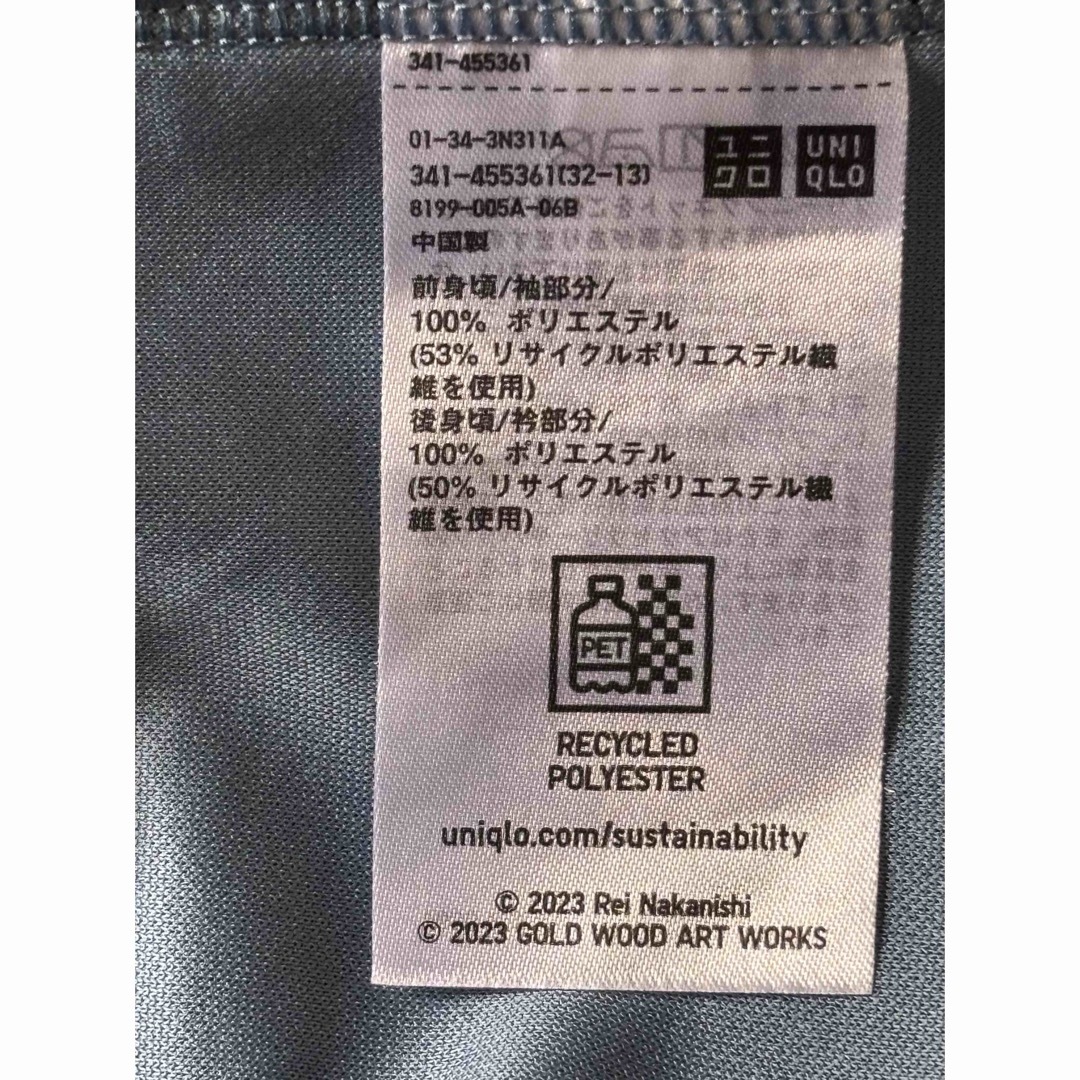 341-455361
01-34-3N311A
341-455361(32-13)
8199-005A-06B
ユニ
クロ
UNI
QLO
中国製
前身頃/袖部分/
100% ポリエステル
(53% リサイクルポリエステル繊
維を使用)
後身頃/衿部分/
100% ポリエステル
(50% リサイクルポリエステル繊
維を使用)
PET
RECYCLED
POLYESTER
uniqlo.com/sustainability
© 2023 Rei Nakanishi
© 2023 GOLD WOOD ART WORKS